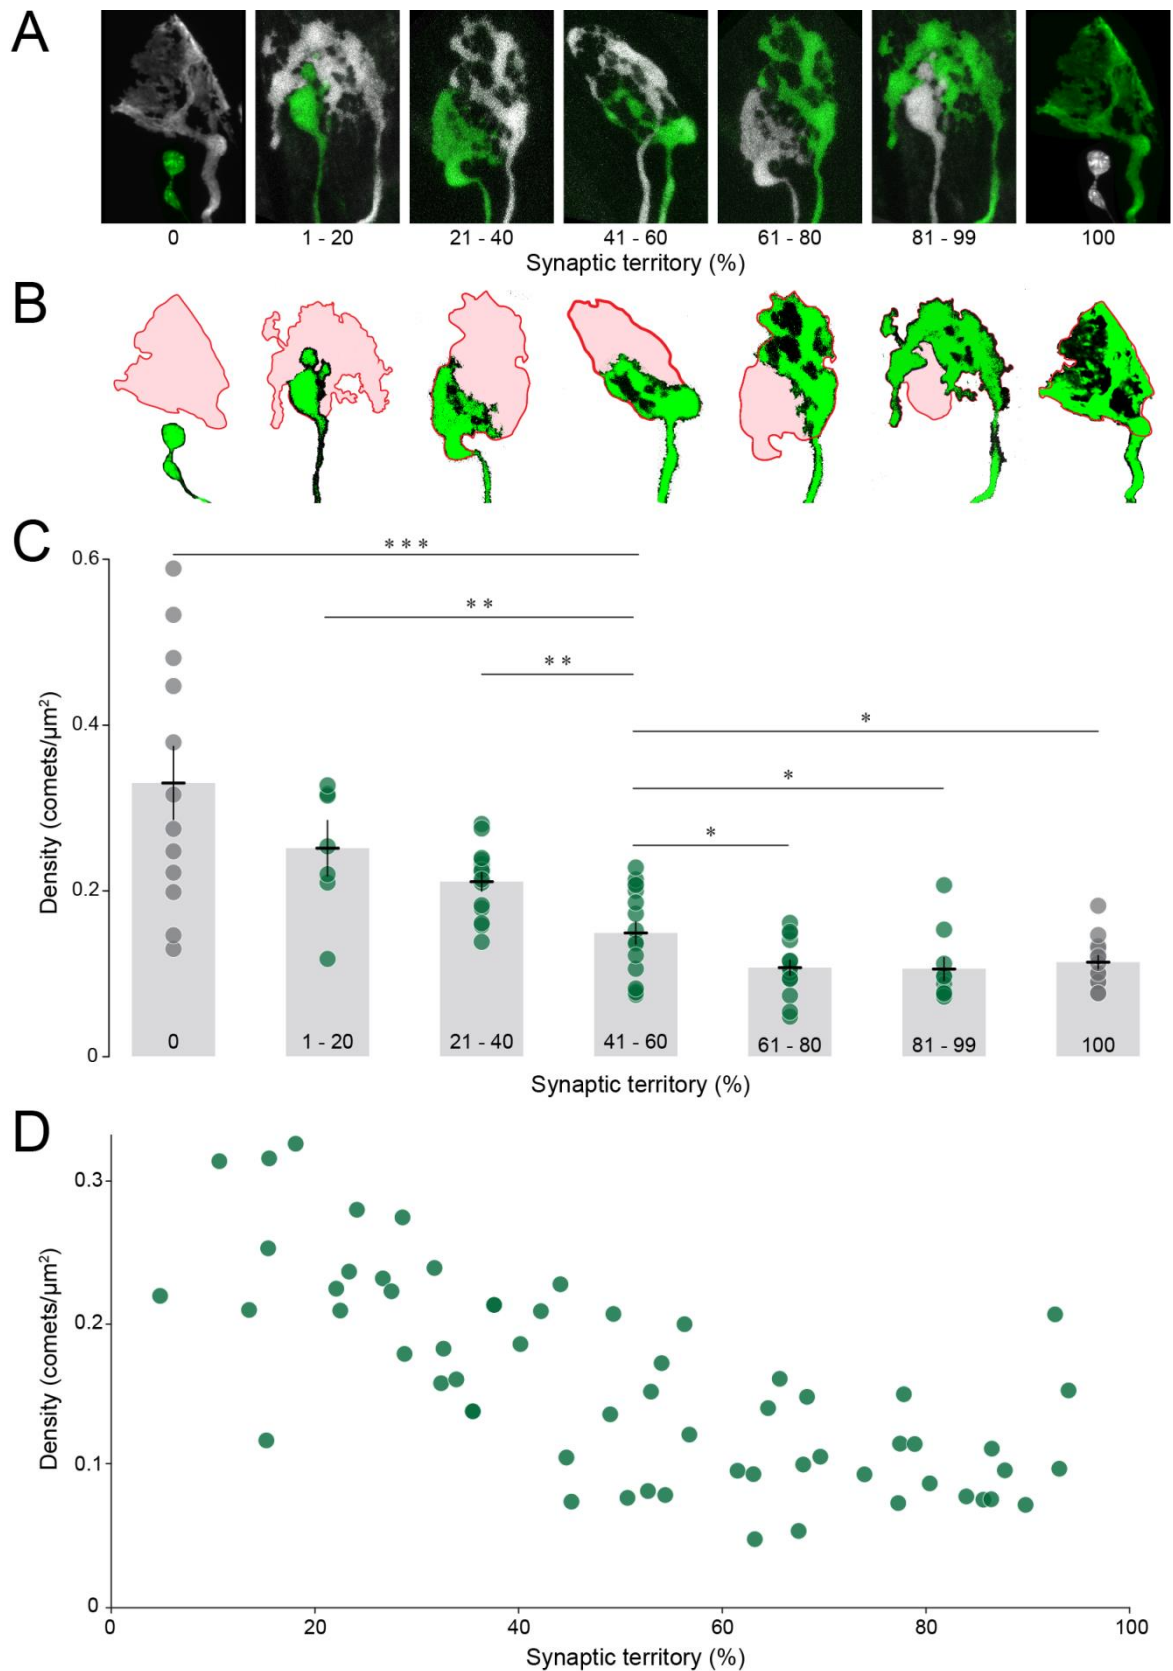 A
0 1 - 20 21 - 40 41 - 60 61 - 80 81 - 99 100
Synaptic territory (%)
B
C
Density (comets/µm²)
0.6
0.4
0.2
0
***
**
**
*
*
*
0 1 - 20 21 - 40 41 - 60 61 - 80 81 - 99 100
Synaptic territory (%)
D
Density (comets/µm²)
0.3
0.2
0.1
0
0 20 40 60 80 100
Synaptic territory (%)